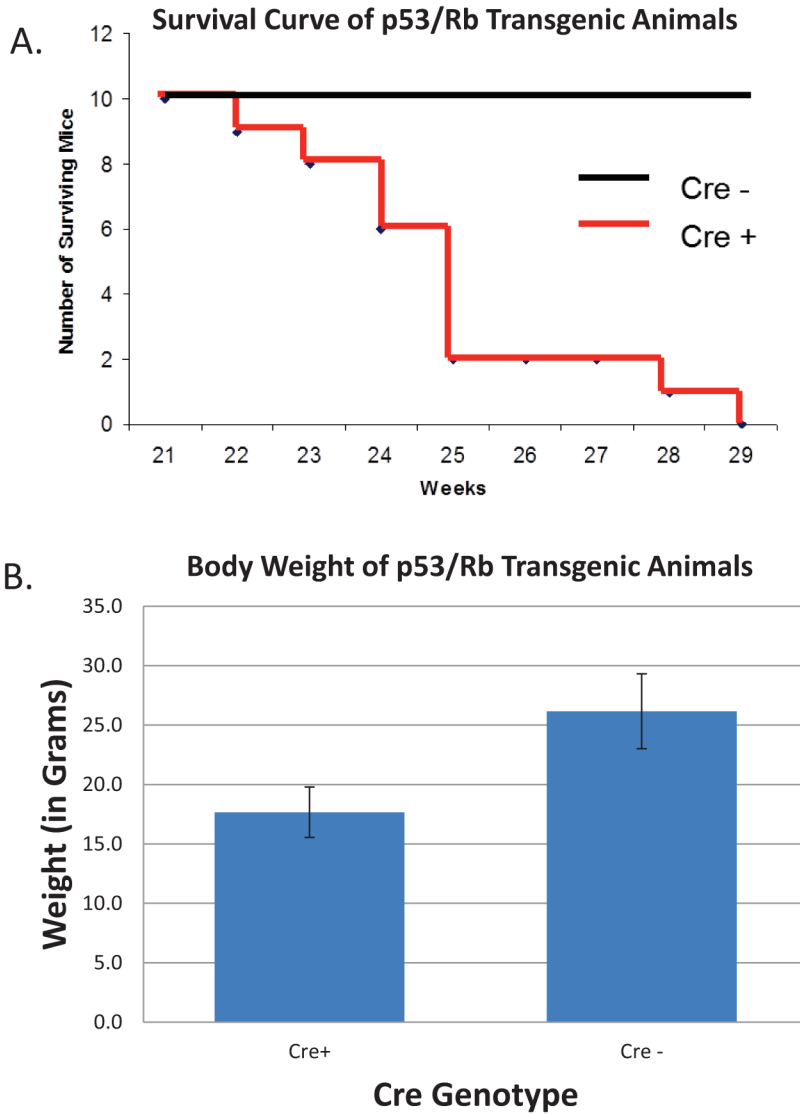 A.
Survival Curve of p53/Rb Transgenic Animals
12
10
8
6
4
2
0
Number of Surviving Mice
Cre -
Cre +
21 22 23 24 25 26 27 28 29
Weeks
B.
Body Weight of p53/Rb Transgenic Animals
35.0
30.0
25.0
20.0
15.0
10.0
5.0
0.0
Weight (in Grams)
Cre+ Cre -
Cre Genotype